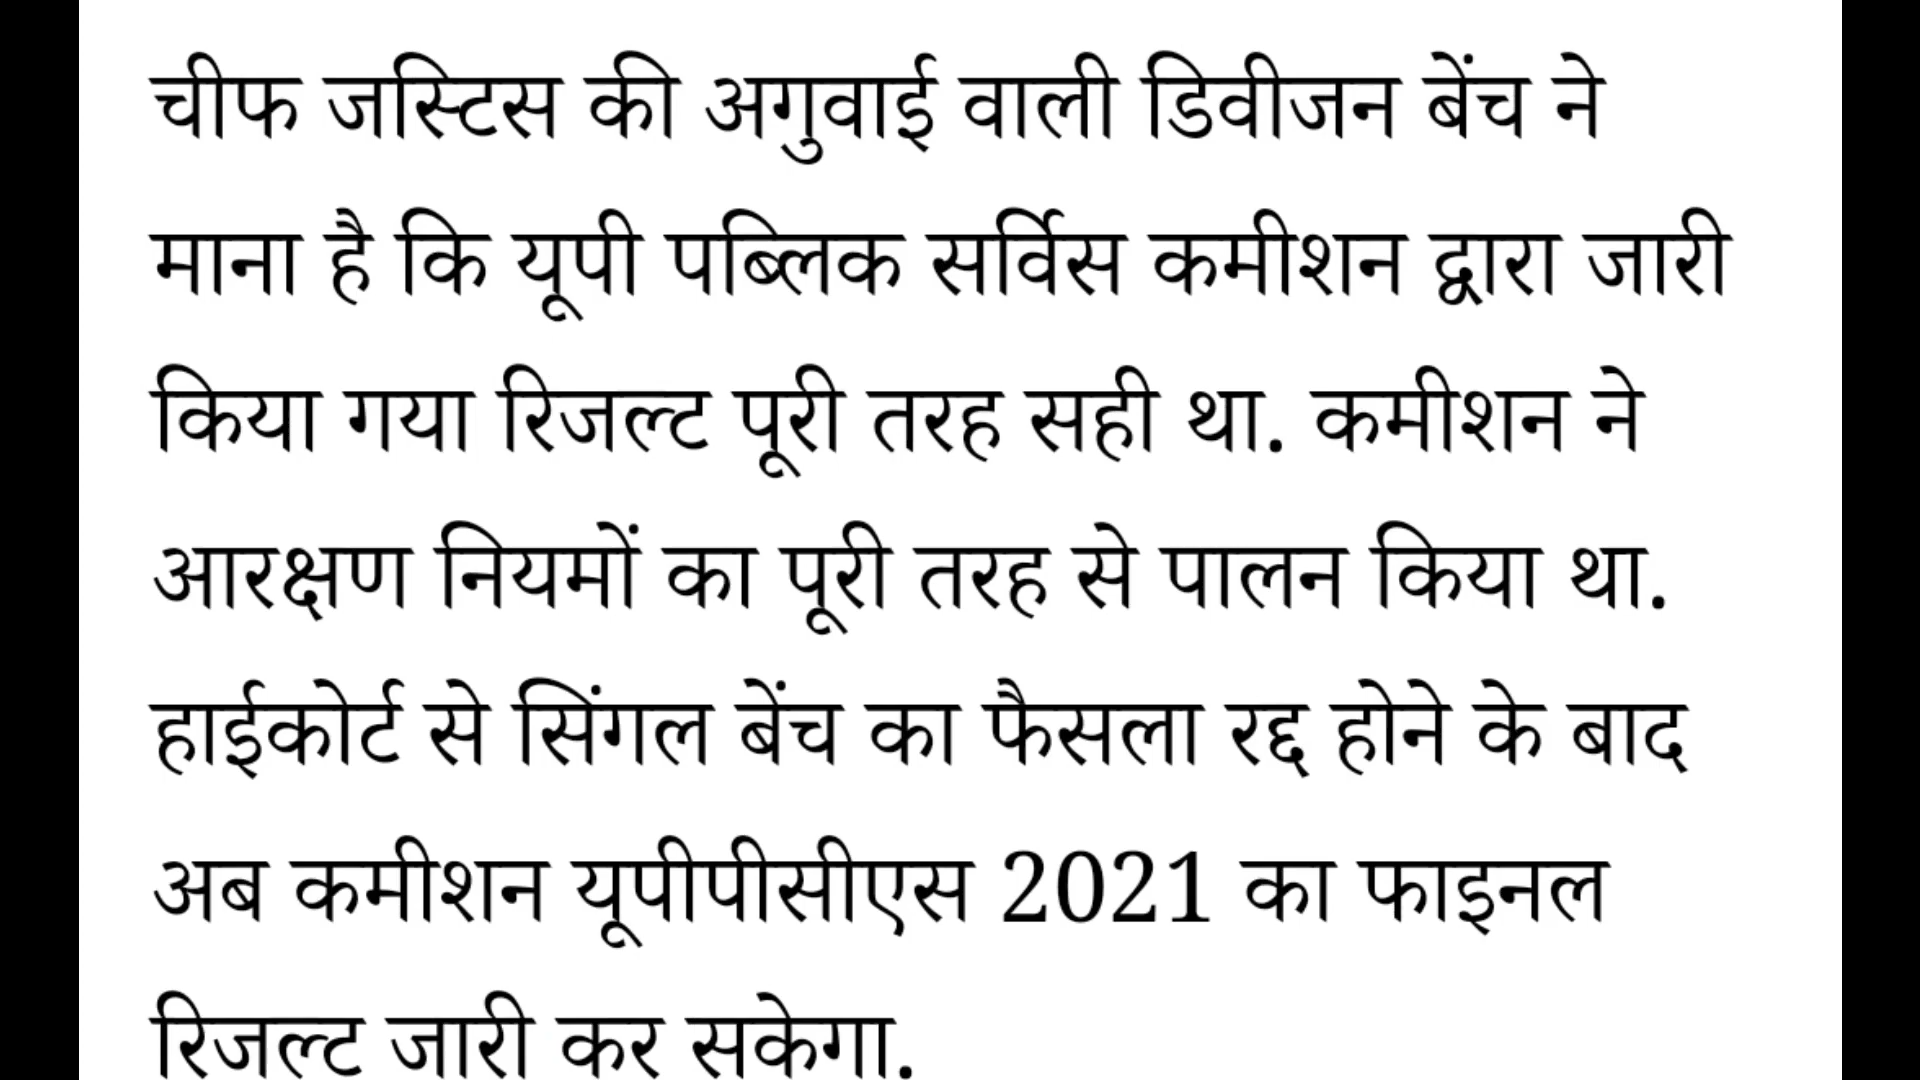 चीफ जस्टिस की अगुवाई वाली डिवीजन बेंच ने
माना है कि यूपी पब्लिक सर्विस कमीशन द्वारा जारी
किया गया रिजल्ट पूरी तरह सही था. कमीशन ने
आरक्षण नियमों का पूरी तरह से पालन किया था.
हाईकोर्ट से सिंगल बेंच का फैसला रद्द होने के बाद
अब कमीशन यूपीपीसीएस 2021 का फाइनल
रिजल्ट जारी कर सकेगा.